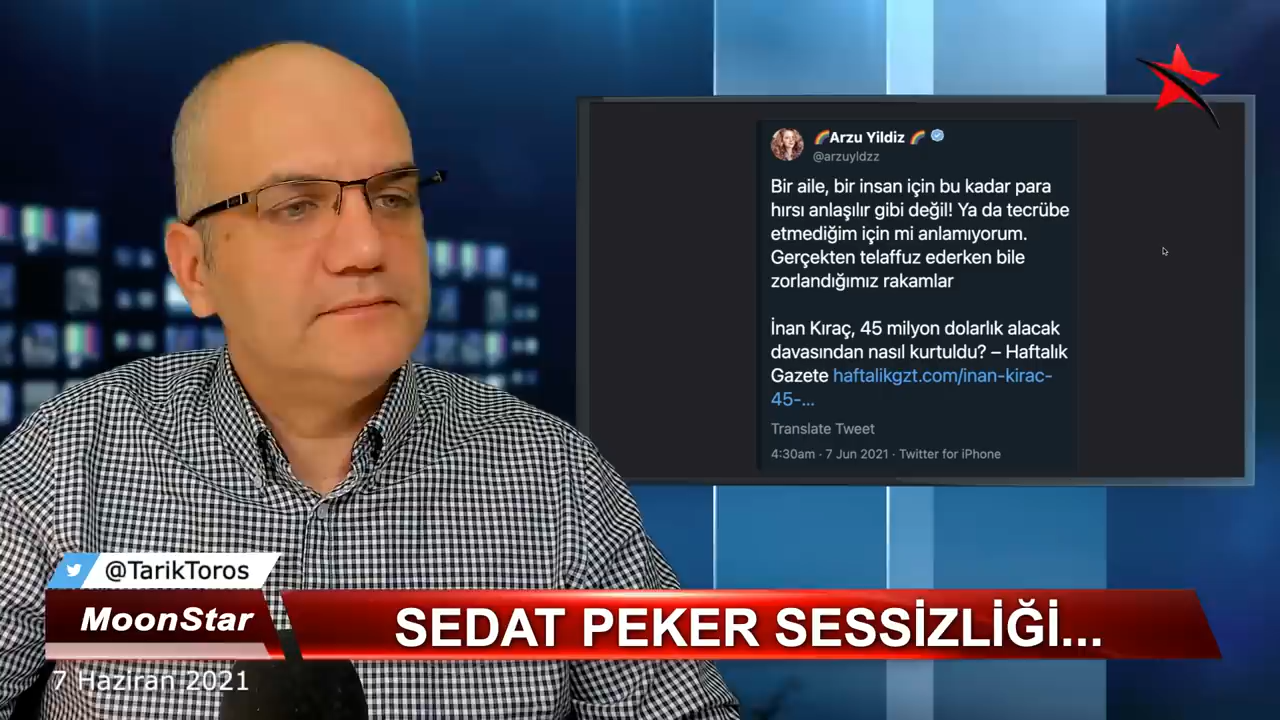 🌈Arzu Yildiz 🌈
@arzuyldzz
Bir aile, bir insan için bu kadar para
hırsı anlaşılır gibi değil! Ya da tecrübe
etmediğim için mi anlamıyorum.
Gerçekten telaffuz ederken bile
zorlandığımız rakamlar
İnan Kıraç, 45 milyon dolarlık alacak
davasından nasıl kurtuldu? – Haftalık
Gazete haftalikgzt.com/inan-kirac-
45-...
Translate Tweet
4:30am · 7 Jun 2021 · Twitter for iPhone
@TarikToros
MoonStar
SEDAT PEKER SESSİZLİĞİ...
7 Haziran 2021